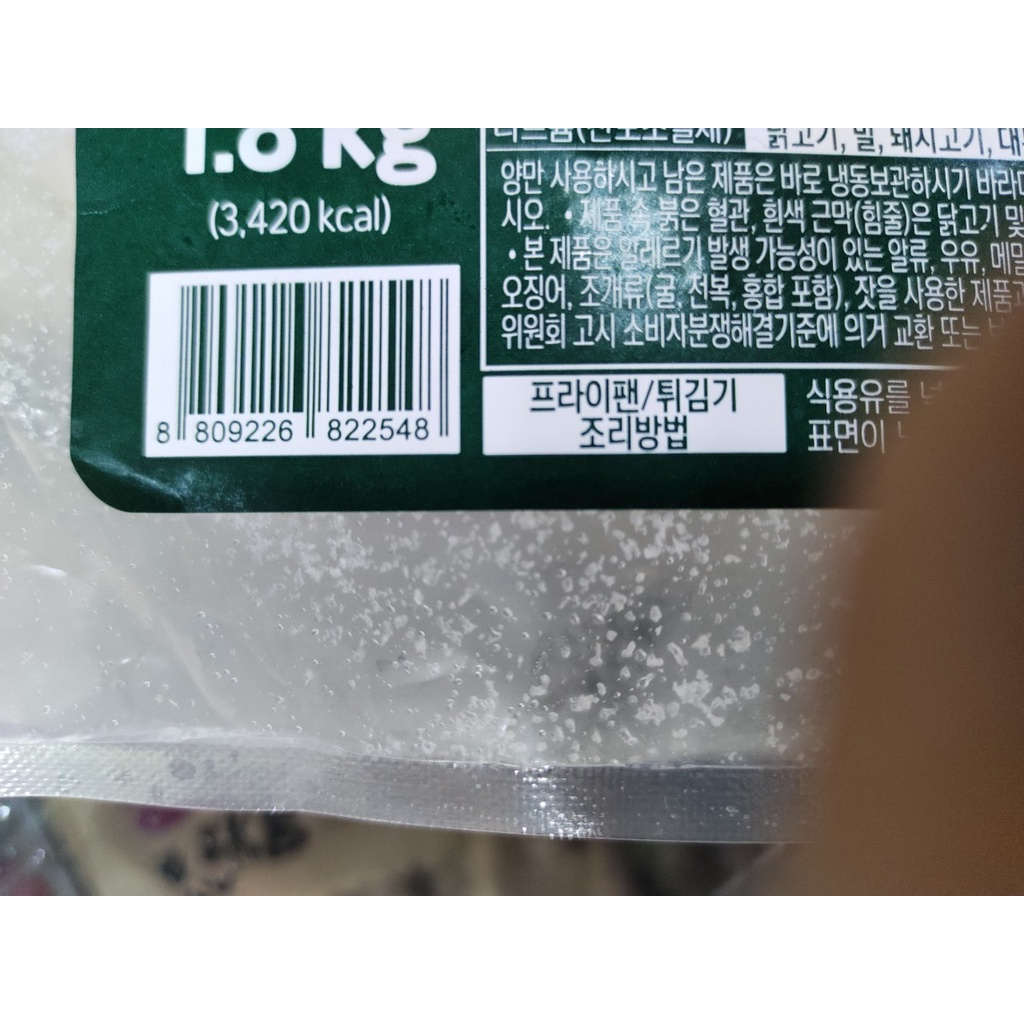 1.8 kg
(3,420 kcal)
8 809226 822548
닭고기, 밀, 돼지고기,
양만 사용하시고 남은 제품은 바로 냉동보관하시기
시오. • 제품 속 붉은 혈관, 흰색 근막(힘줄)은 닭고기 및
• 본 제품은 알레르기 발생 가능성이 있는 알류, 우유, 메밀
오징어, 조개류(굴, 전복, 홍합 포함), 잣을 사용한 제품과
위원회 고시 소비자분쟁해결기준에 의거 교환 또는
프라이팬/튀김기
조리방법
식용유를
표면이